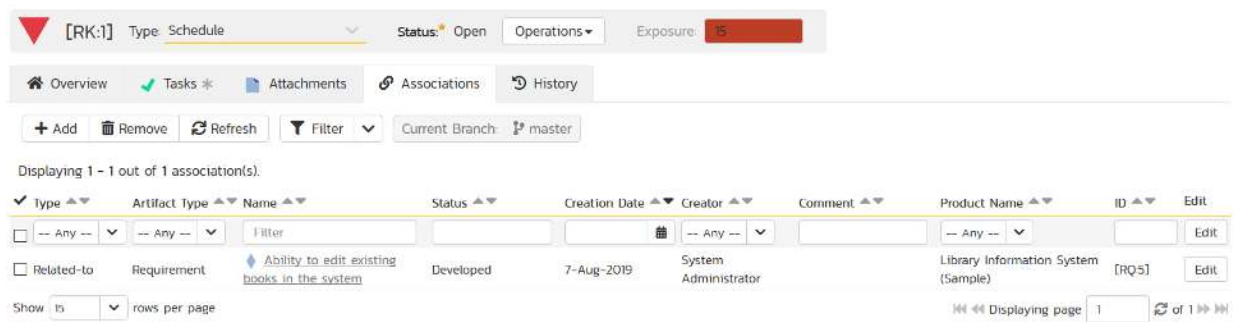 [RK:1] Type: Schedule Status:* Open Operations Exposure: 15
Overview Tasks Attachments Associations History
+ Add Remove Refresh Filter Current Branch: master
Displaying 1 - 1 out of 1 association(s).
Type Artifact Type Name Status Creation Date Creator Comment Product Name ID Edit
-- Any -- -- Any -- Filter -- Any -- -- Any -- Edit
Related-to Requirement Ability to edit existing books in the system Developed 7-Aug-2019 System Administrator Library Information System (Sample) [RQ:5] Edit
Show 15 rows per page Displaying page 1 of 1